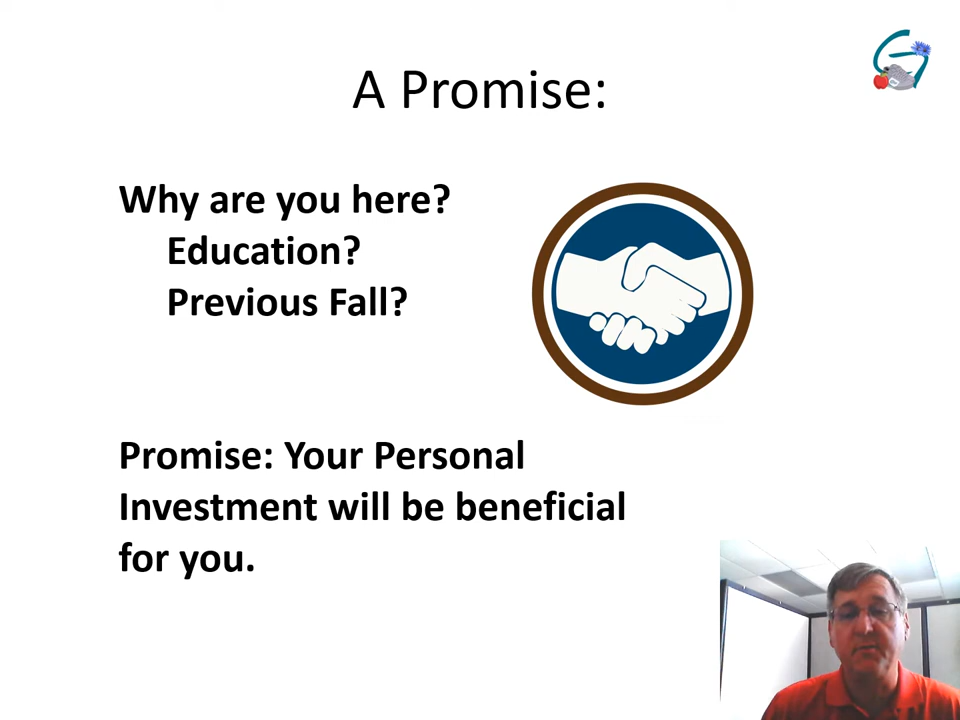 A Promise:
Why are you here?
Education?
Previous Fall?
Promise: Your Personal
Investment will be beneficial
for you.